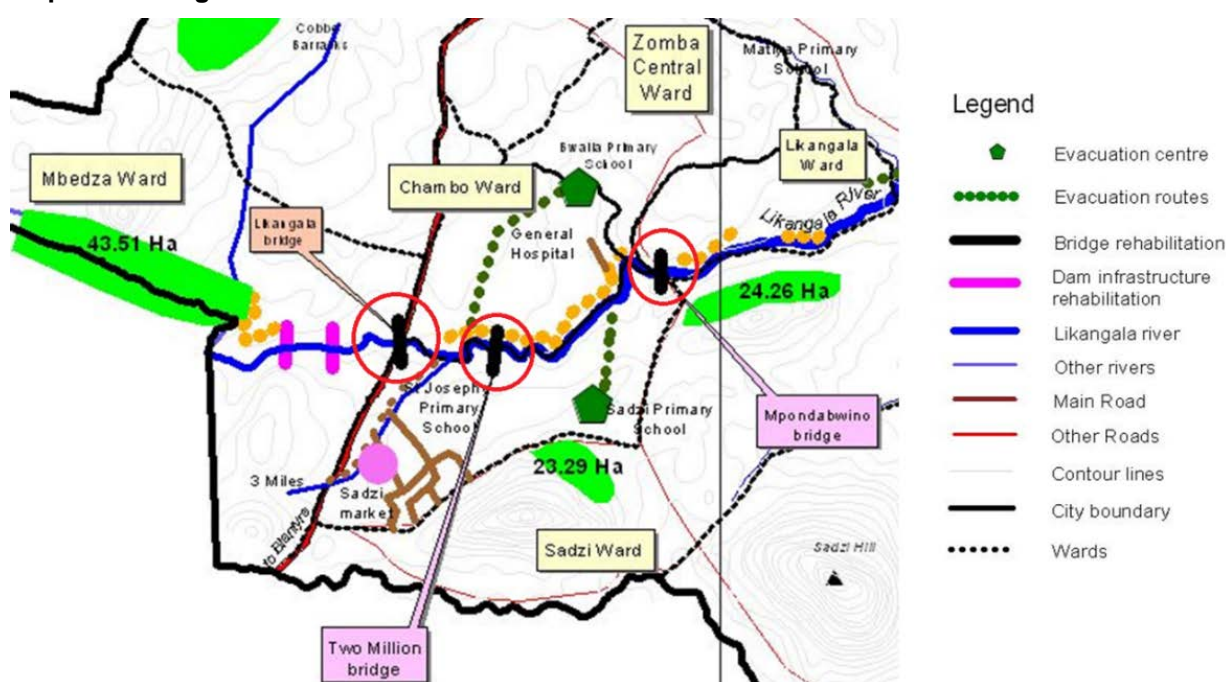 Cobbe
Barracks
Zomba
Central
Ward
Matiya Primary
School
Mbedza Ward
Bwalla Primary
School
Likangala
Ward
Chambo Ward
Likangala River
Likangala
bridge
43.51 Ha
General
Hospital
24.26 Ha
St Joseph
Primary
School
Sadzi Primary
School
Mpondabwino
bridge
3 Miles
Sadzi
market
23.29 Ha
to Blantyre
Sadzi Ward
Sadzi Hill
Two Million
bridge
Legend
Evacuation centre
Evacuation routes
Bridge rehabilitation
Dam infrastructure
rehabilitation
Likangala river
Other rivers
Main Road
Other Roads
Contour lines
City boundary
Wards